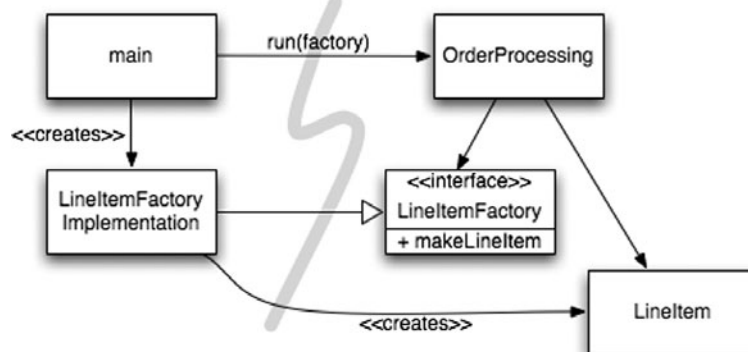 main
run(factory)
OrderProcessing
<<creates>>
LineItemFactory
Implementation
<<interface>>
LineItemFactory
+ makeLineItem
LineItem
<<creates>>